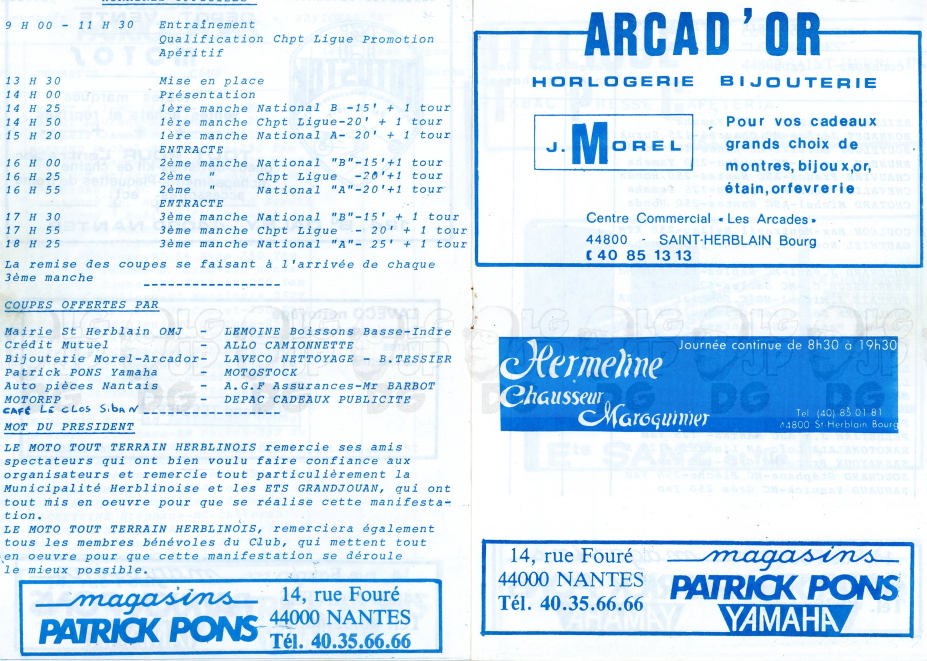 HORAIRES OFFICIELS
9 H 00 - 11 H 30 Entraînement
Qualification Chpt Ligue Promotion
Apéritif
13 H 30 Mise en place
14 H 00 Présentation
14 H 25 1ère manche National B -15' + 1 tour
14 H 50 1ère manche Chpt Ligue-20' + 1 tour
15 H 20 1ère manche National A- 20' + 1 tour
ENTRACTE
16 H 00 2ème manche National "B"-15'+1 tour
16 H 25 2ème " Chpt Ligue -20'+1 tour
16 H 55 2ème " National "A"-20'+1 tour
ENTRACTE
17 H 30 3ème manche National "B"-15' + 1 tour
17 H 55 3ème manche Chpt Ligue - 20' + 1 tour
18 H 25 3ème manche National "A"- 25' + 1 tour
La remise des coupes se faisant à l'arrivée de chaque
3ème manche
COUPES OFFERTES PAR
Mairie St Herblain OMJ - LEMOINE Boissons Basse-Indre
Crédit Mutuel - ALLO CAMIONNETTE
Bijouterie Morel-Arcador- LAVECO NETTOYAGE - B.TESSIER
Patrick PONS Yamaha - MOTOSTOCK
Auto pièces Nantais - A.G.F Assurances-Mr BARBOT
MOTOREP - DEPAC CADEAUX PUBLICITE
CAFÉ LE CLOS SIBAN
MOT DU PRESIDENT
LE MOTO TOUT TERRAIN HERBLINOIS remercie ses amis
spectateurs qui ont bien voulu faire confiance aux
organisateurs et remercie tout particulièrement la
Municipalité Herblinoise et les ETS GRANDJOUAN, qui ont
tout mis en oeuvre pour que se réalise cette manifesta-
tion.
LE MOTO TOUT TERRAIN HERBLINOIS, remerciera également
tous les membres bénévoles du Club, qui mettent tout
en oeuvre pour que cette manifestation se déroule
le mieux possible.
magasins
PATRICK PONS
14, rue Fouré
44000 NANTES
Tél. 40.35.66.66
ARCAD'OR
HORLOGERIE BIJOUTERIE
J. MOREL
Pour vos cadeaux
grands choix de
montres, bijoux, or,
étain, orfevrerie
Centre Commercial « Les Arcades »
44800 - SAINT-HERBLAIN Bourg
40 85 13 13
Hermeline
Chausseur
Maroquinier
Journée continue de 8h30 à 19h30
Tel (40) 85 01 81
44800 St-Herblain Bourg
14, rue Fouré
44000 NANTES
Tél. 40.35.66.66
magasins
PATRICK PONS
YAMAHA